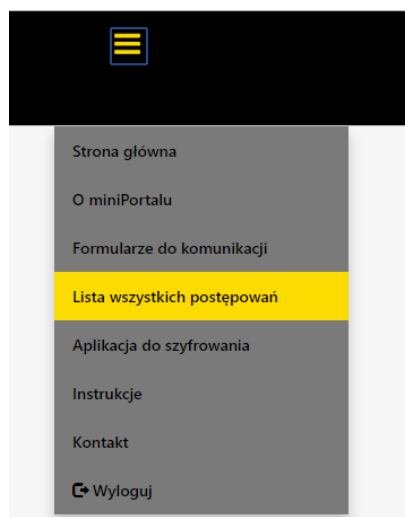 Strona główna
O miniPortalu
Formularze do komunikacji
Lista wszystkich postępowań
Aplikacja do szyfrowania
Instrukcje
Kontakt
Wyloguj